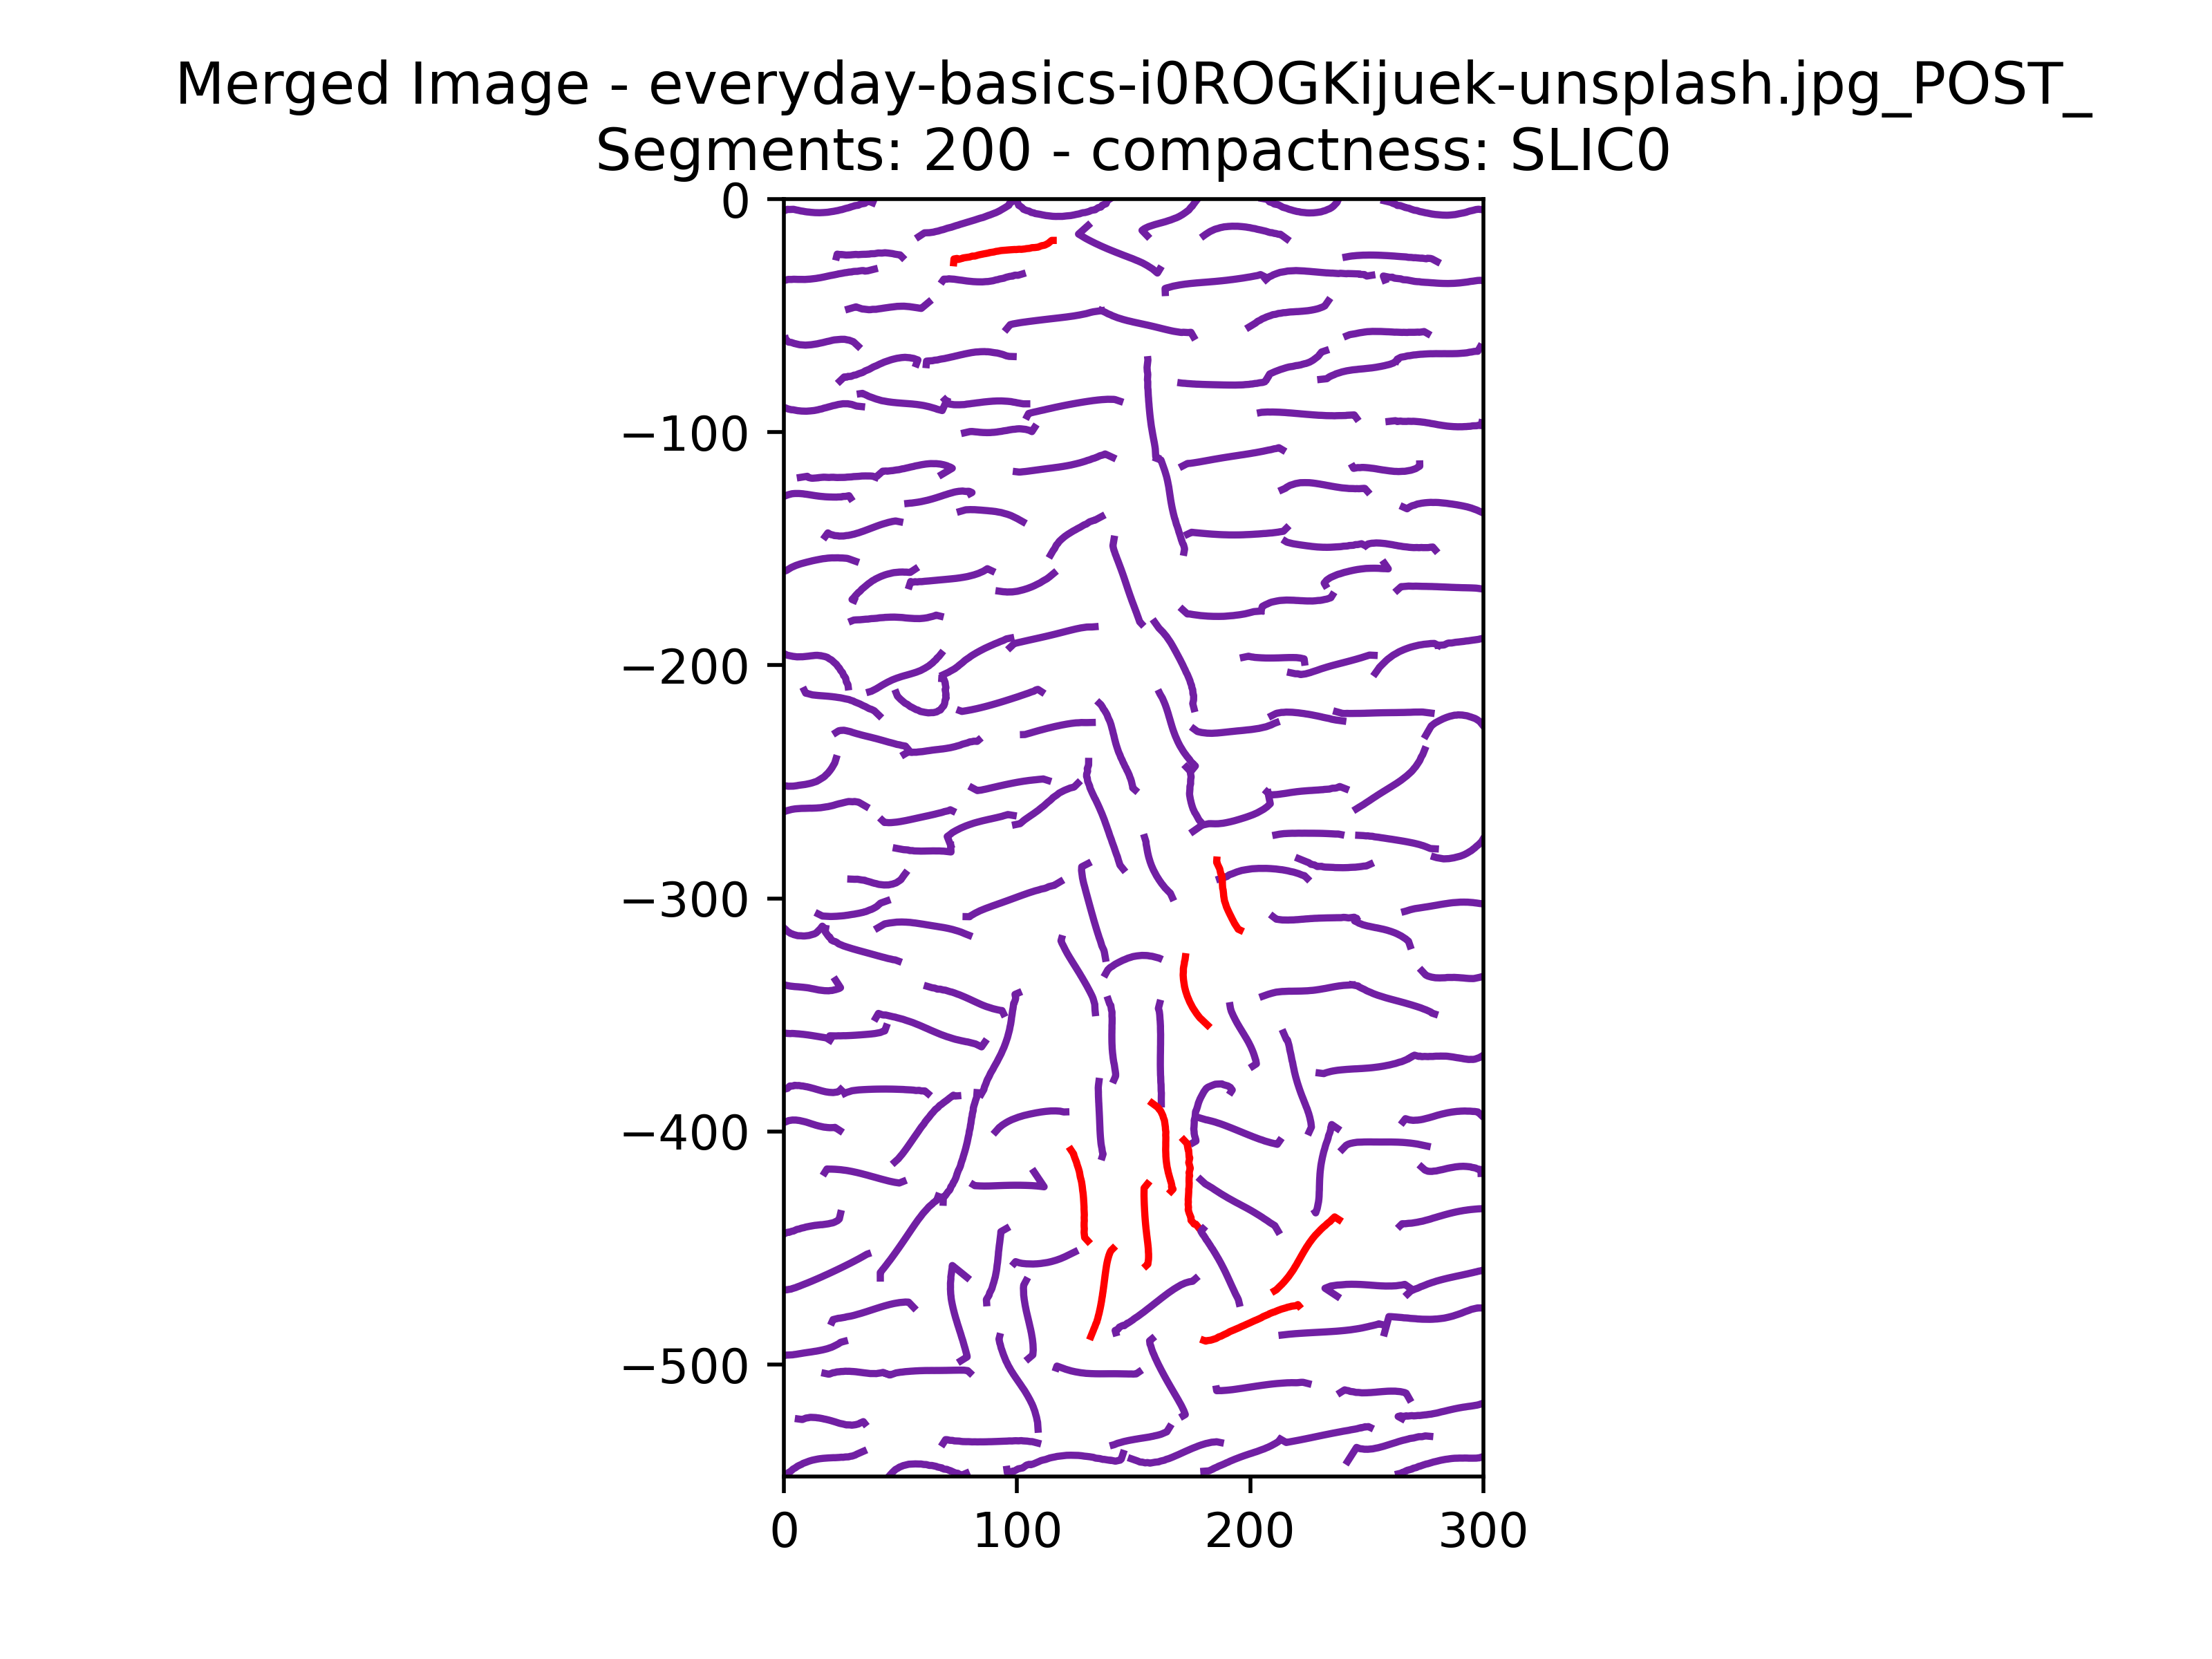 Merged Image - everyday-basics-i0ROGKijuek-unsplash.jpg_POST_
Segments: 200 - compactness: SLIC0
0
−100
−200
−300
−400
−500
0 100 200 300